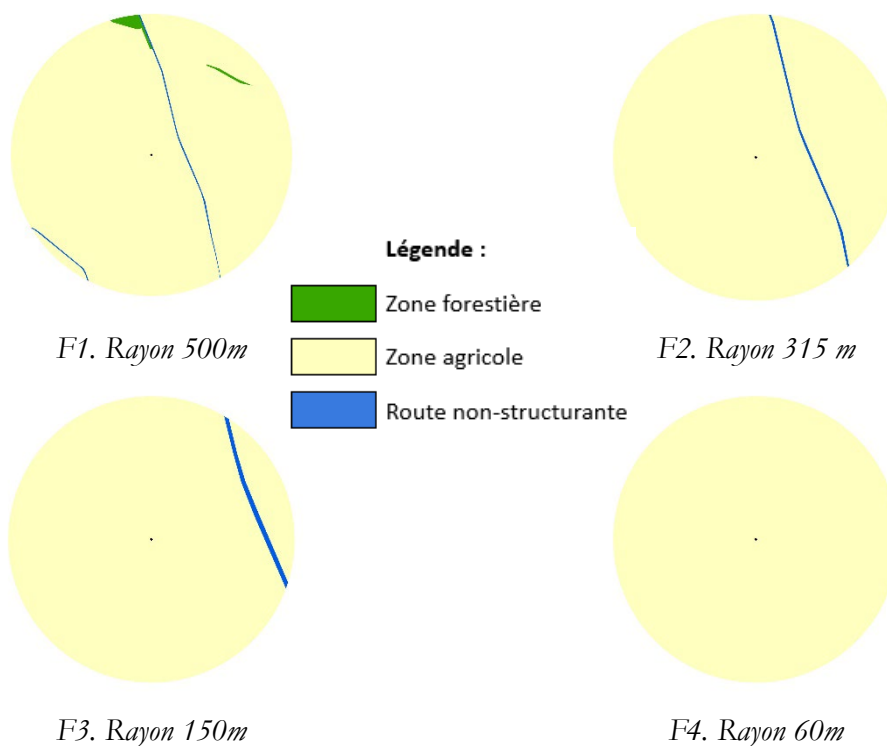 Légende :
Zone forestière
F1. Rayon 500m
F2. Rayon 315 m
Zone agricole
Route non-structurante
F3. Rayon 150m
F4. Rayon 60m